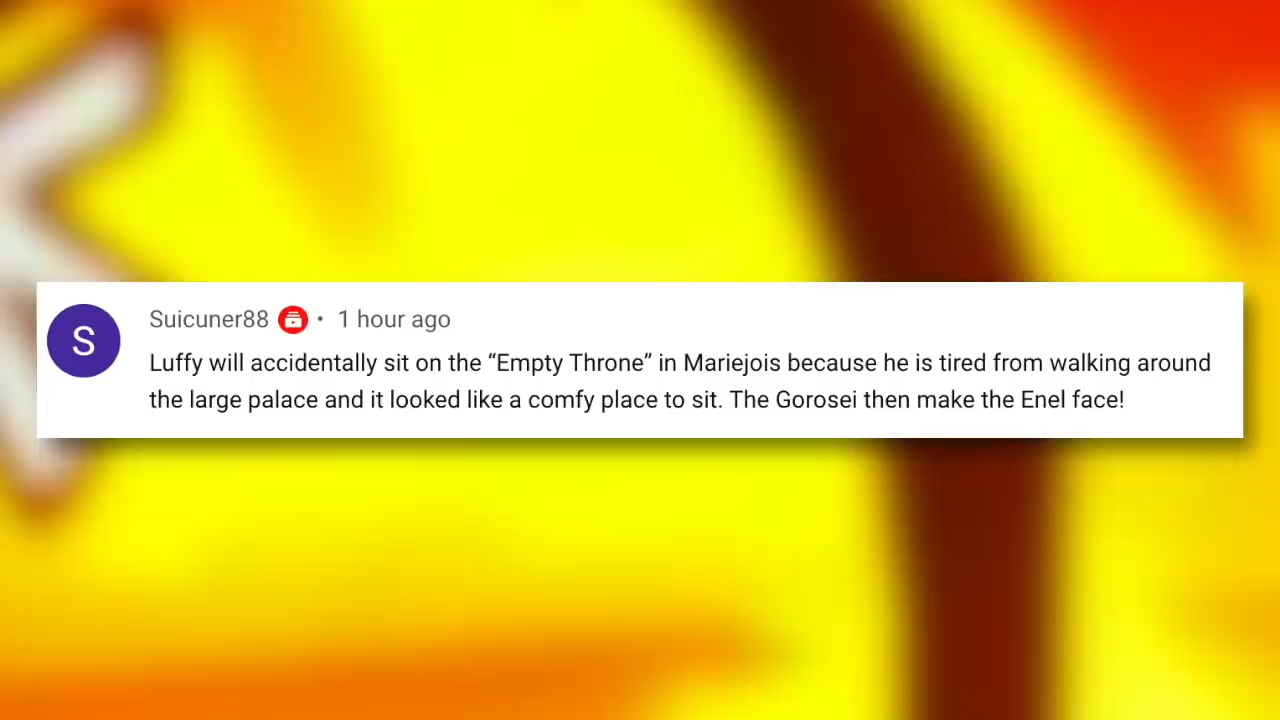 S
Suicuner88 • 1 hour ago
Luffy will accidentally sit on the “Empty Throne” in Mariejois because he is tired from walking around
the large palace and it looked like a comfy place to sit. The Gorosei then make the Enel face!